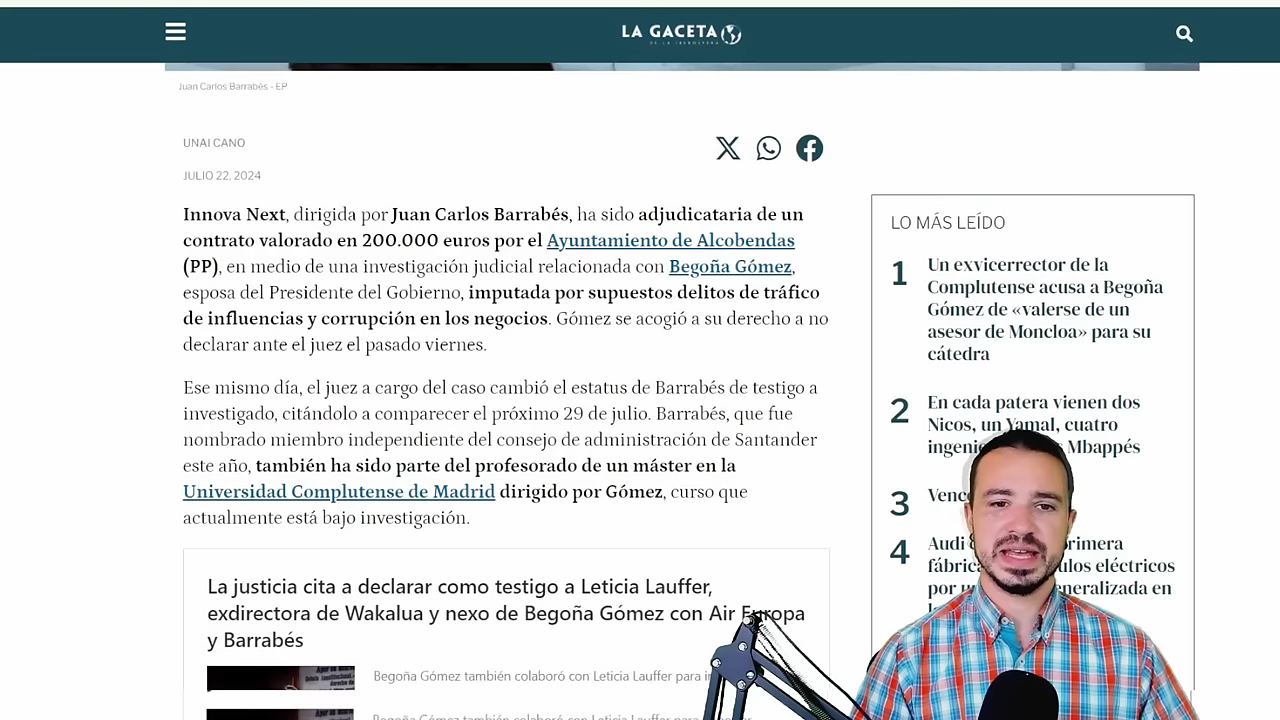 LA GACETA
DE LA IBEROSFERA
Juan Carlos Barrabés - EP
UNAI CANO
JULIO 22, 2024
Innova Next, dirigida por Juan Carlos Barrabés, ha sido adjudicataria de un
contrato valorado en 200.000 euros por el Ayuntamiento de Alcobendas
(PP), en medio de una investigación judicial relacionada con Begoña Gómez,
esposa del Presidente del Gobierno, imputada por supuestos delitos de tráfico
de influencias y corrupción en los negocios. Gómez se acogió a su derecho a no
declarar ante el juez el pasado viernes.
Ese mismo día, el juez a cargo del caso cambió el estatus de Barrabés de testigo a
investigado, citándolo a comparecer el próximo 29 de julio. Barrabés, que fue
nombrado miembro independiente del consejo de administración de Santander
este año, también ha sido parte del profesorado de un máster en la
Universidad Complutense de Madrid dirigido por Gómez, curso que
actualmente está bajo investigación.
La justicia cita a declarar como testigo a Leticia Lauffer,
exdirectora de Wakalua y nexo de Begoña Gómez con Air Europa
y Barrabés
Begoña Gómez también colaboró con Leticia Lauffer para
Begoña Gómez también colaboró con Leticia Lauffer para
LO MÁS LEÍDO
1 Un exvicerrector de la
Complutense acusa a Begoña
Gómez de «valerse de un
asesor de Moncloa» para su
cátedra
2 En cada patera vienen dos
Nicos, un Yamal, cuatro
Mbappés
3
4 Audi